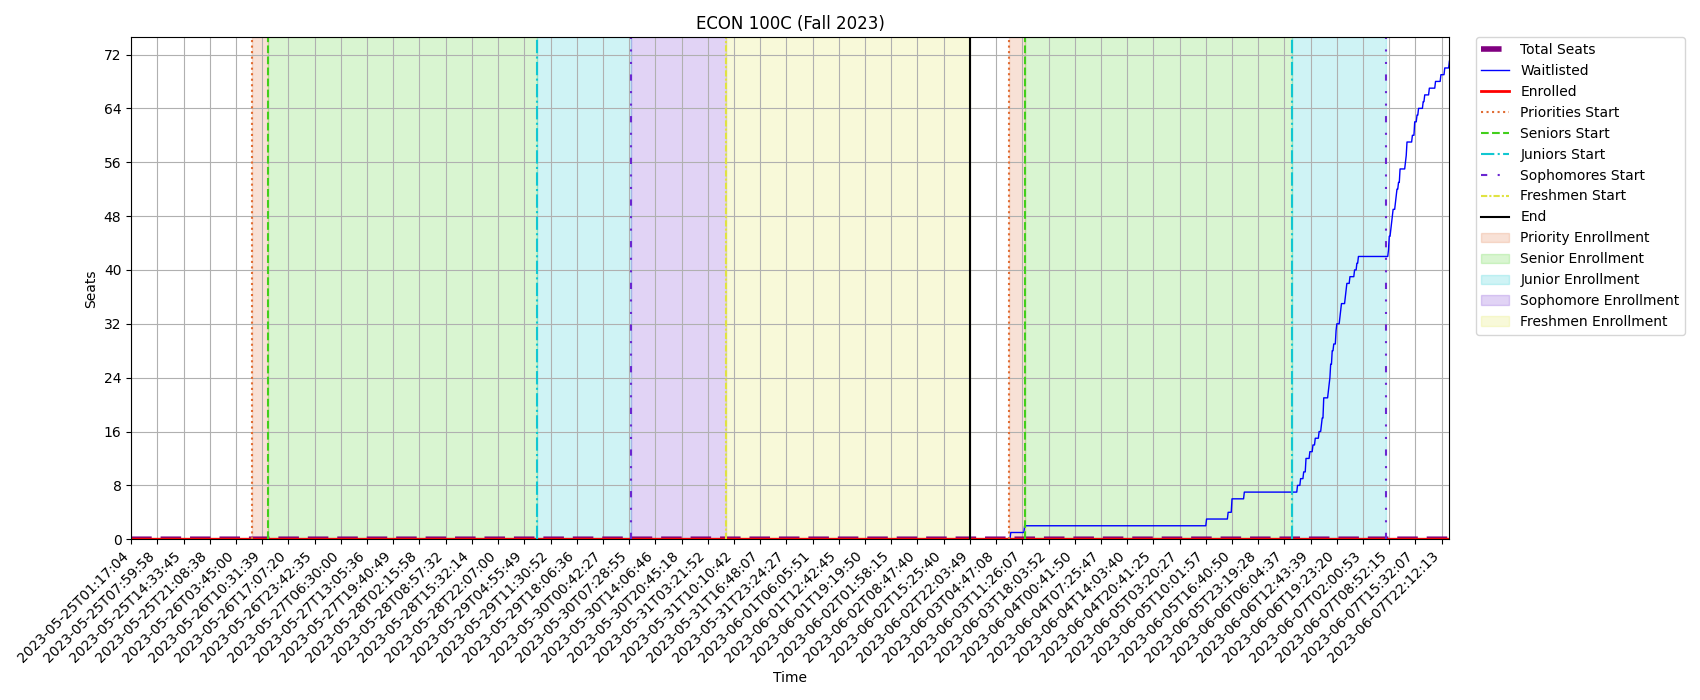 ECON 100C (Fall 2023)
72
64
56
48
40
32
24
16
8
0
Seats
2023-05-25T01:17:04
2023-05-25T07:59:58
2023-05-25T14:33:45
2023-05-25T21:08:38
2023-05-26T03:45:00
2023-05-26T10:31:39
2023-05-26T17:07:20
2023-05-26T23:42:35
2023-05-27T06:30:00
2023-05-27T13:05:36
2023-05-27T19:40:49
2023-05-28T02:15:58
2023-05-28T08:57:32
2023-05-28T15:32:14
2023-05-28T22:07:00
2023-05-29T04:55:49
2023-05-29T11:30:52
2023-05-29T18:06:36
2023-05-30T00:42:27
2023-05-30T07:28:55
2023-05-30T14:06:46
2023-05-30T20:45:18
2023-05-31T03:21:52
2023-05-31T10:10:42
2023-05-31T16:48:07
2023-05-31T23:24:27
2023-06-01T06:05:51
2023-06-01T12:42:45
2023-06-01T19:19:50
2023-06-02T01:58:15
2023-06-02T08:47:40
2023-06-02T15:25:40
2023-06-02T22:03:49
2023-06-03T04:47:08
2023-06-03T11:26:07
2023-06-03T18:03:52
2023-06-04T00:41:50
2023-06-04T07:25:47
2023-06-04T14:03:40
2023-06-04T20:41:25
2023-06-05T03:20:27
2023-06-05T10:01:57
2023-06-05T16:40:50
2023-06-05T23:19:28
2023-06-06T06:04:37
2023-06-06T12:43:39
2023-06-06T19:23:20
2023-06-07T02:00:53
2023-06-07T08:52:15
2023-06-07T15:32:07
2023-06-07T22:12:13
Time
Total Seats
Waitlisted
Enrolled
Priorities Start
Seniors Start
Juniors Start
Sophomores Start
Freshmen Start
End
Priority Enrollment
Senior Enrollment
Junior Enrollment
Sophomore Enrollment
Freshmen Enrollment